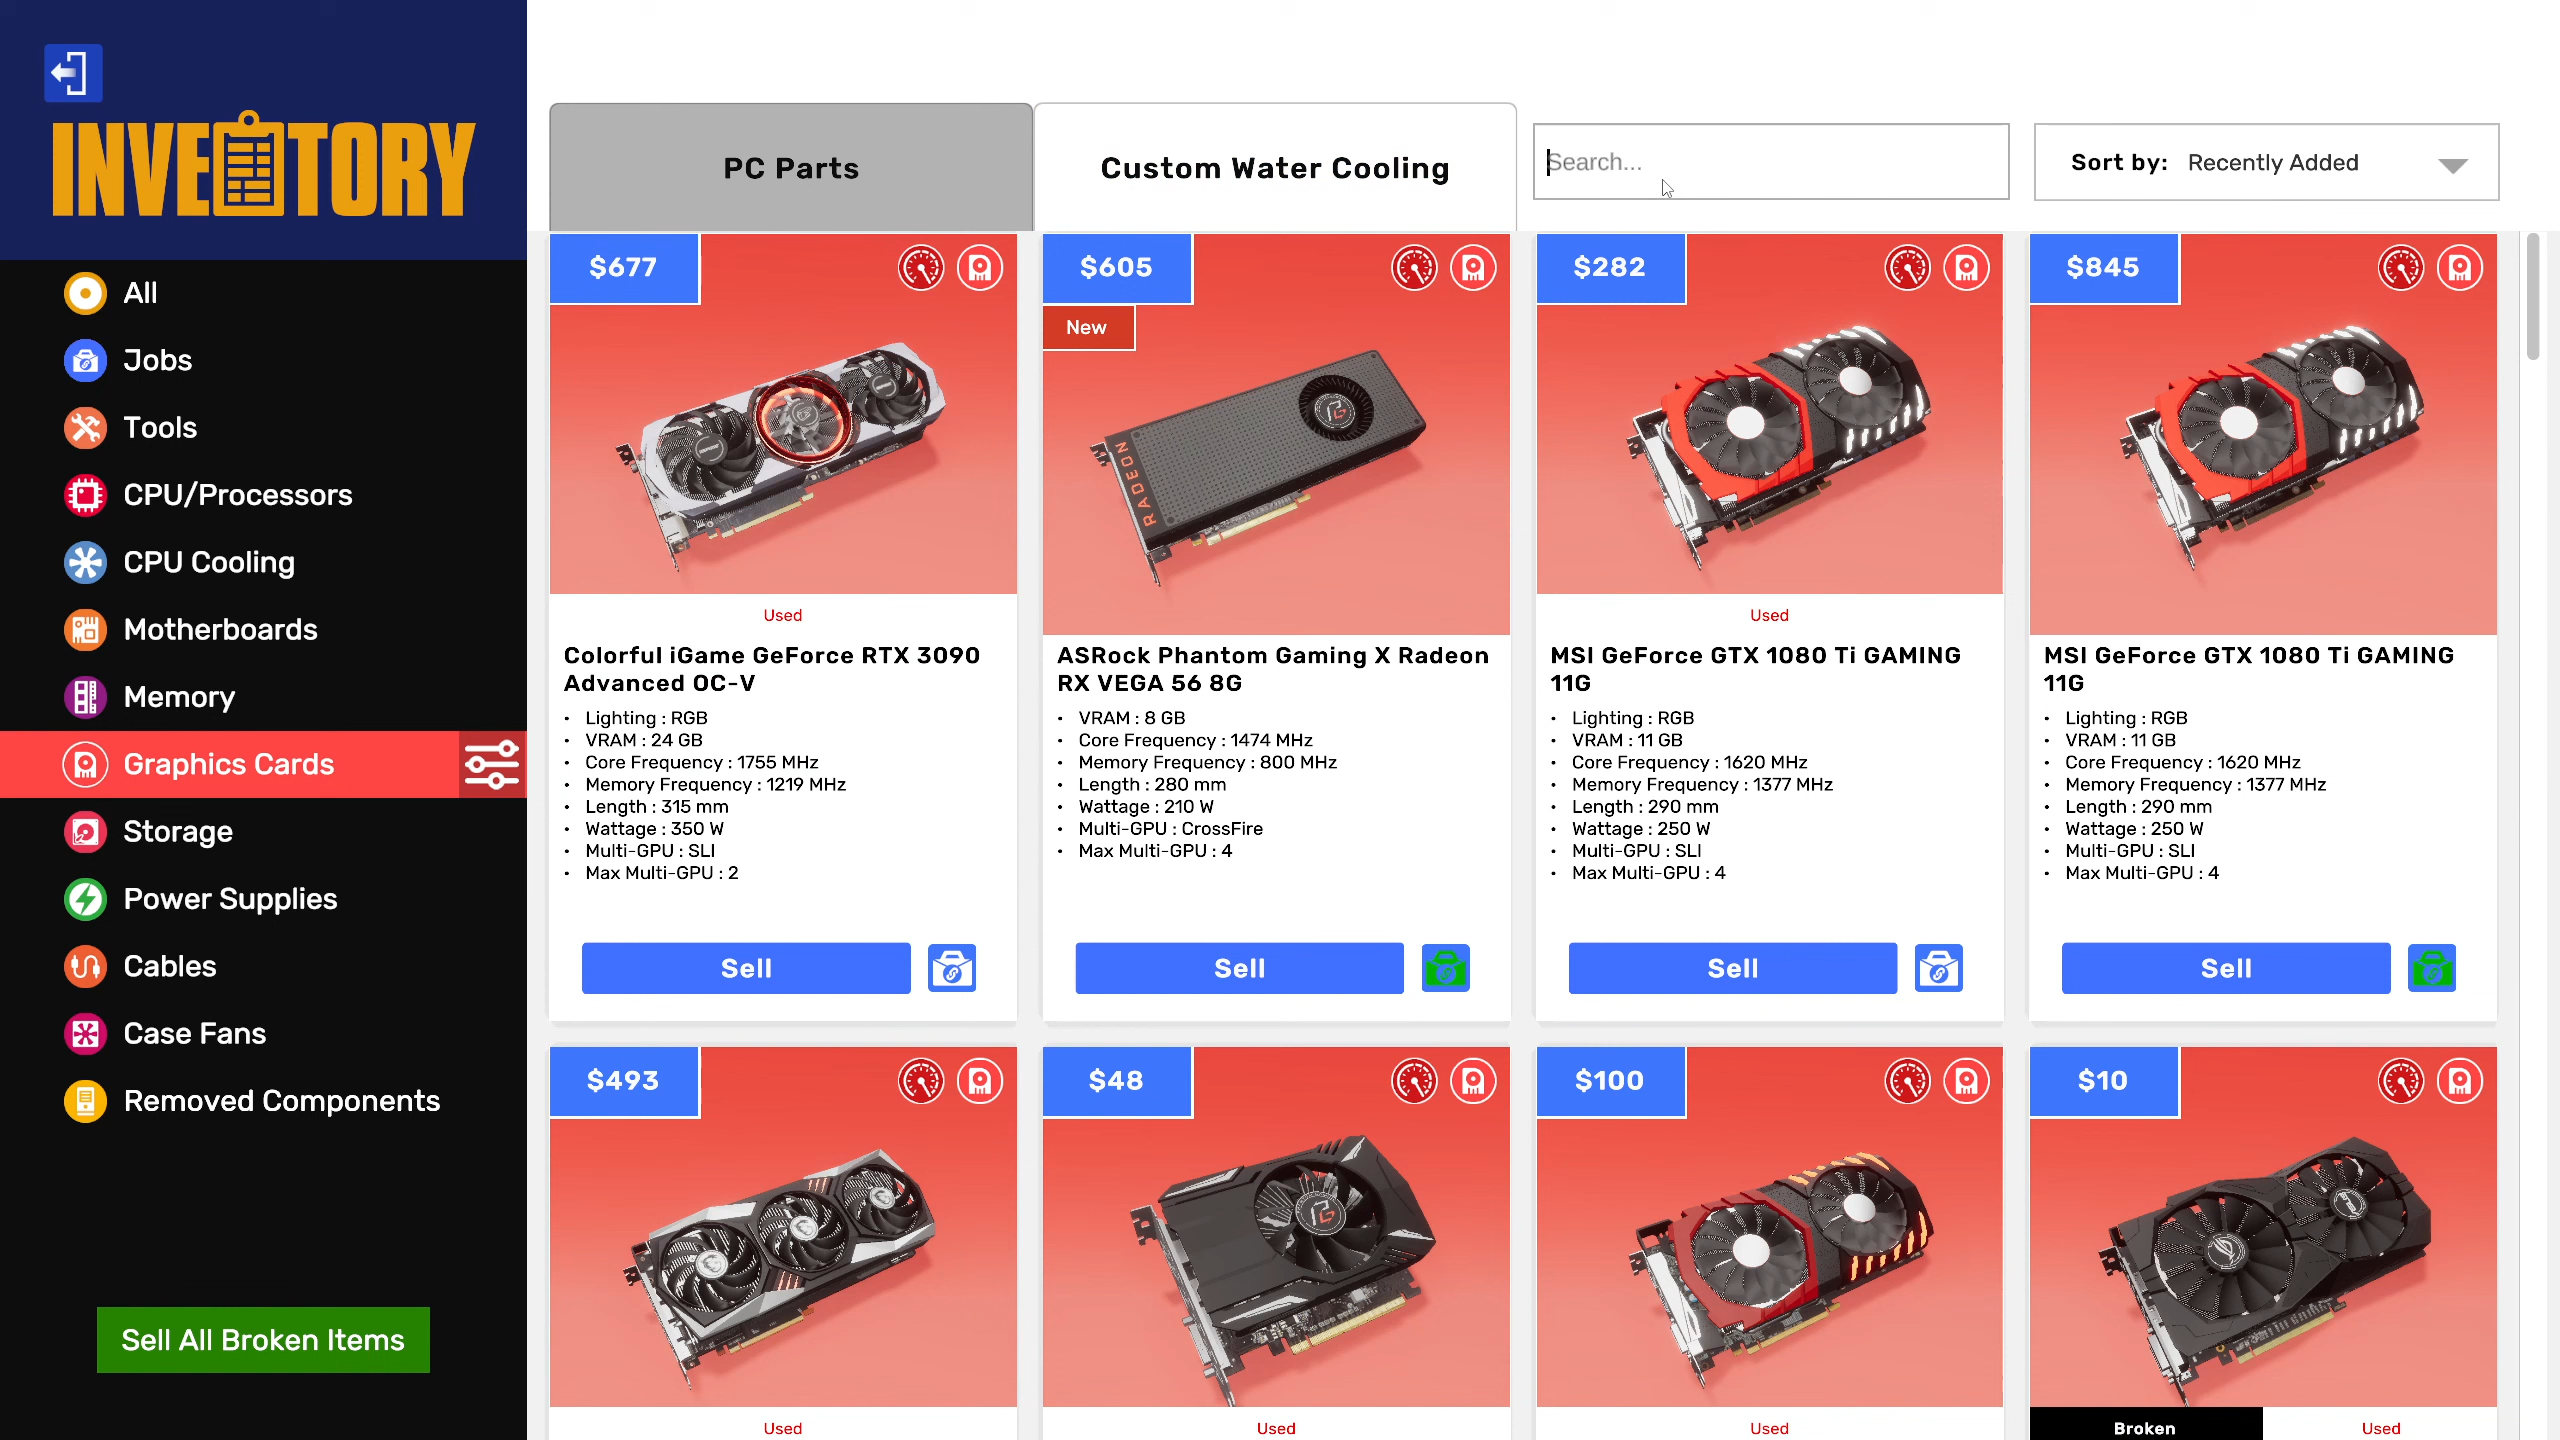 INVENTORY
All
Jobs
Tools
CPU/Processors
CPU Cooling
Motherboards
Memory
Graphics Cards
Storage
Power Supplies
Cables
Case Fans
Removed Components
Sell All Broken Items
PC Parts
Custom Water Cooling
Search...
Sort by: Recently Added
$677
Used
Colorful iGame GeForce RTX 3090
Advanced OC-V
• Lighting : RGB
• VRAM : 24 GB
• Core Frequency : 1755 MHz
• Memory Frequency : 1219 MHz
• Length : 315 mm
• Wattage : 350 W
• Multi-GPU : SLI
• Max Multi-GPU : 2
Sell
$605
New
RADEON
ASRock Phantom Gaming X Radeon
RX VEGA 56 8G
• VRAM : 8 GB
• Core Frequency : 1474 MHz
• Memory Frequency : 800 MHz
• Length : 280 mm
• Wattage : 210 W
• Multi-GPU : CrossFire
• Max Multi-GPU : 4
Sell
$282
Used
MSI GeForce GTX 1080 Ti GAMING
11G
• Lighting : RGB
• VRAM : 11 GB
• Core Frequency : 1620 MHz
• Memory Frequency : 1377 MHz
• Length : 290 mm
• Wattage : 250 W
• Multi-GPU : SLI
• Max Multi-GPU : 4
Sell
$845
MSI GeForce GTX 1080 Ti GAMING
11G
• Lighting : RGB
• VRAM : 11 GB
• Core Frequency : 1620 MHz
• Memory Frequency : 1377 MHz
• Length : 290 mm
• Wattage : 250 W
• Multi-GPU : SLI
• Max Multi-GPU : 4
Sell
$493
Used
$48
Used
$100
Used
$10
Broken
Used